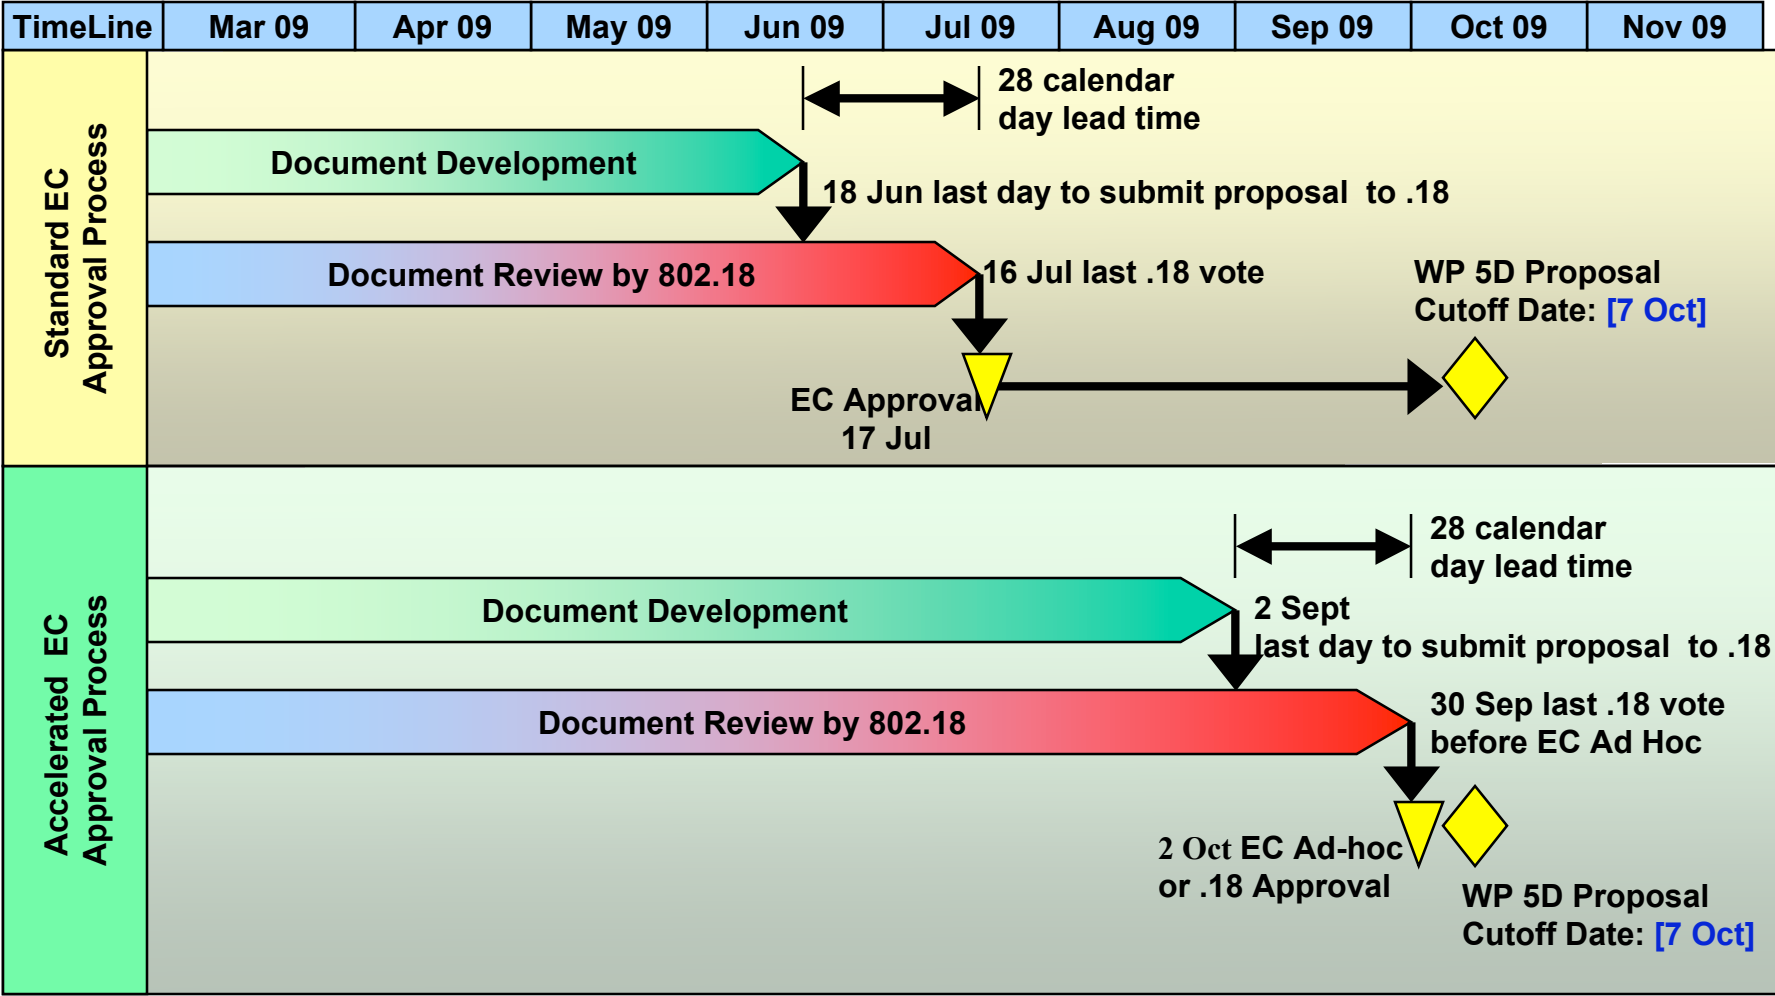 TimeLine Mar 09 Apr 09 May 09 Jun 09 Jul 09 Aug 09 Sep 09 Oct 09 Nov 09
Standard EC
Approval Process
28 calendar
day lead time
Document Development
18 Jun last day to submit proposal to .18
Document Review by 802.18
16 Jul last .18 vote
WP 5D Proposal
Cutoff Date: [7 Oct]
EC Approval
17 Jul
Accelerated EC
Approval Process
28 calendar
day lead time
Document Development
2 Sept
last day to submit proposal to .18
Document Review by 802.18
30 Sep last .18 vote
before EC Ad Hoc
2 Oct EC Ad-hoc
or .18 Approval
WP 5D Proposal
Cutoff Date: [7 Oct]